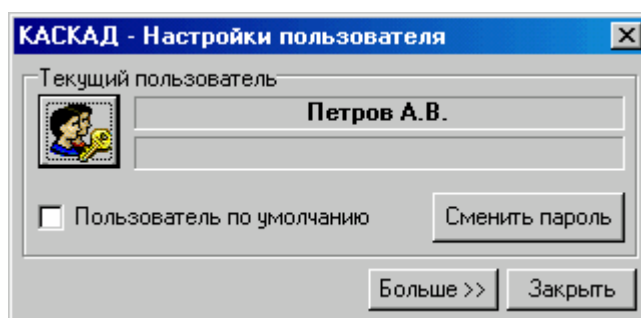 КАСКАД - Настройки пользователя
Текущий пользователь
Петров А.В.
Пользователь по умолчанию
Сменить пароль
Больше >>
Закрыть